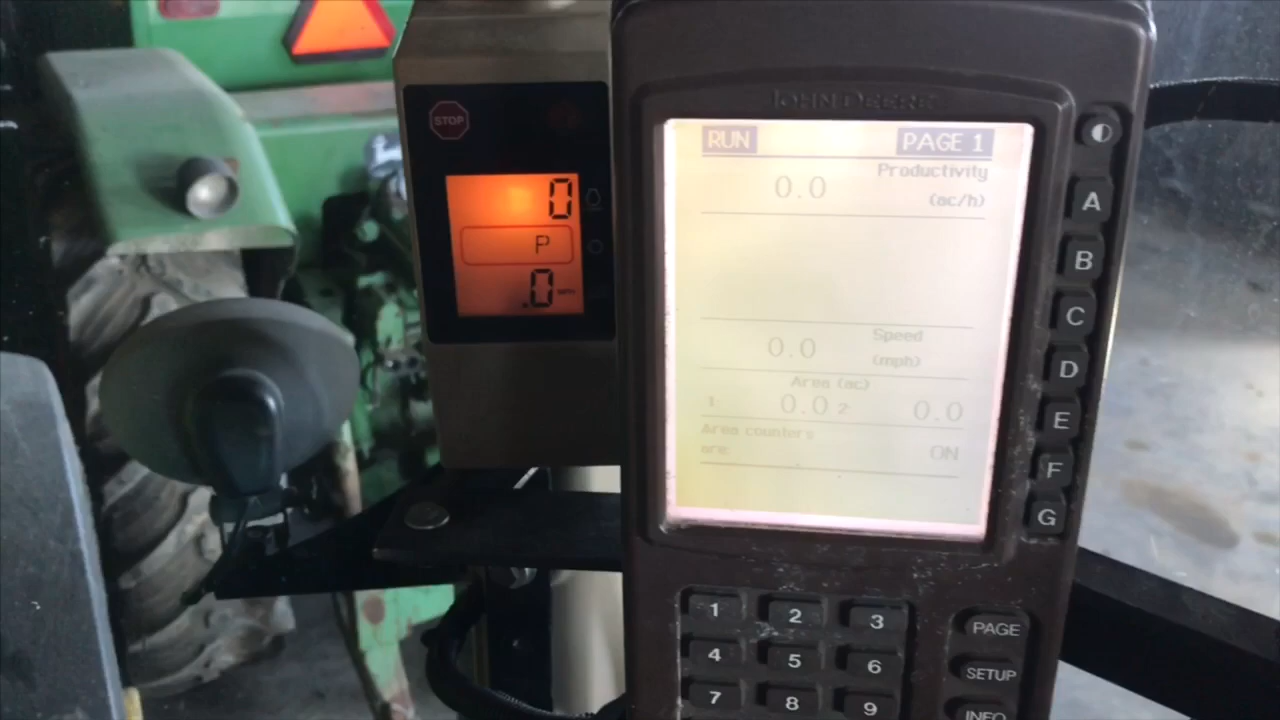 STOP
0
P
.0 MPH
JOHN DEERE
RUN PAGE 1
0.0 Productivity
(ac/h)
0.0 Speed
(mph)
Area (ac)
1: 0.0 2: 0.0
Area counters
are ON
A
B
C
D
E
F
G
1 2 3
4 5 6
7 8 9
PAGE
SETUP
INFO